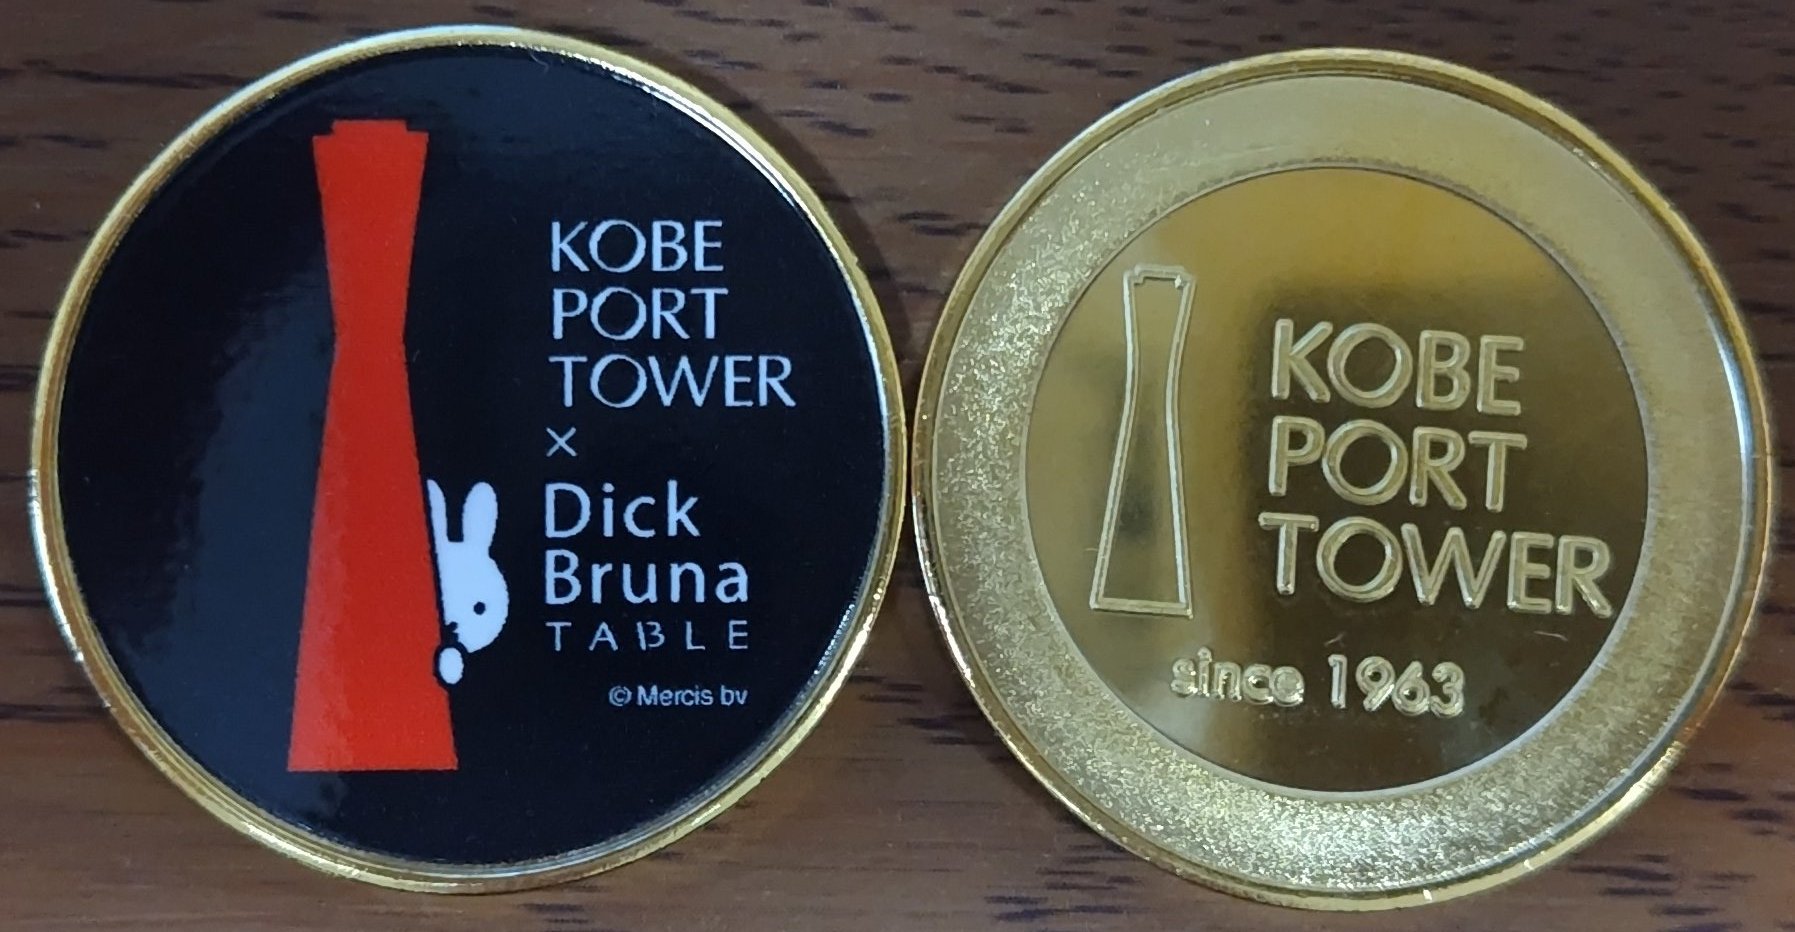 KOBE
PORT
TOWER
×
Dick
Bruna
TABLE
© Mercis bv
KOBE
PORT
TOWER
since 1963